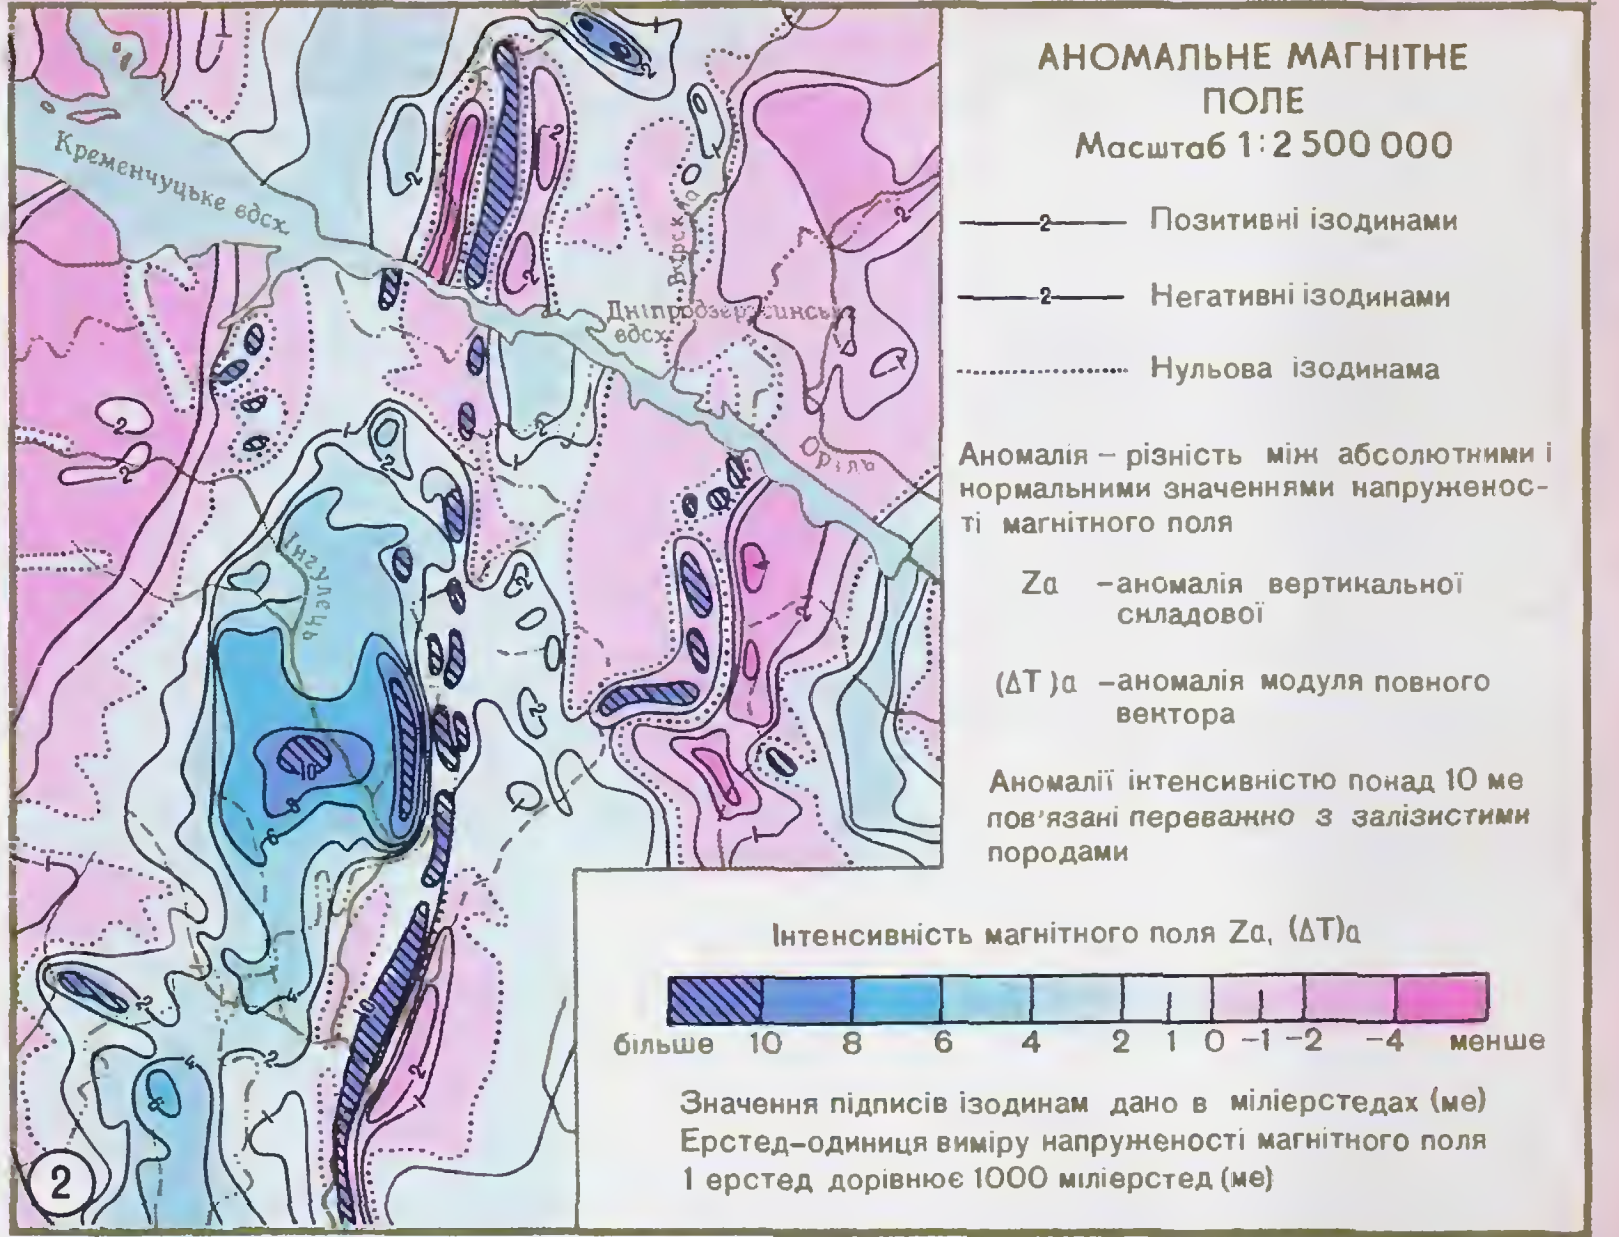 АНОМАЛЬНЕ МАГНІТНЕ
ПОЛЕ
Масштаб 1:2 500 000
2 Позитивні ізодинами
2 Негативні ізодинами
Нульова ізодинама
Аномалія – різність між абсолютними і
нормальними значеннями напруженос-
ті магнітного поля
Za -аномалія вертикальної
складової
(ΔT)a -аномалія модуля повного
вектора
Аномалії інтенсивністю понад 10 ме
пов'язані переважно з залізистими
породами
Інтенсивність магнітного поля Za, (ΔT)a
більше 10 8 6 4 2 1 0 -1 -2 -4 менше
Значення підписів ізодинам дано в міліерстедах (ме)
Ерстед-одиниця виміру напруженості магнітного поля
1 ерстед дорівнює 1000 міліерстед (ме)
Кременчуцьке вдсх.
Ворскла
вдсх.
Оріль
Інгулець
2